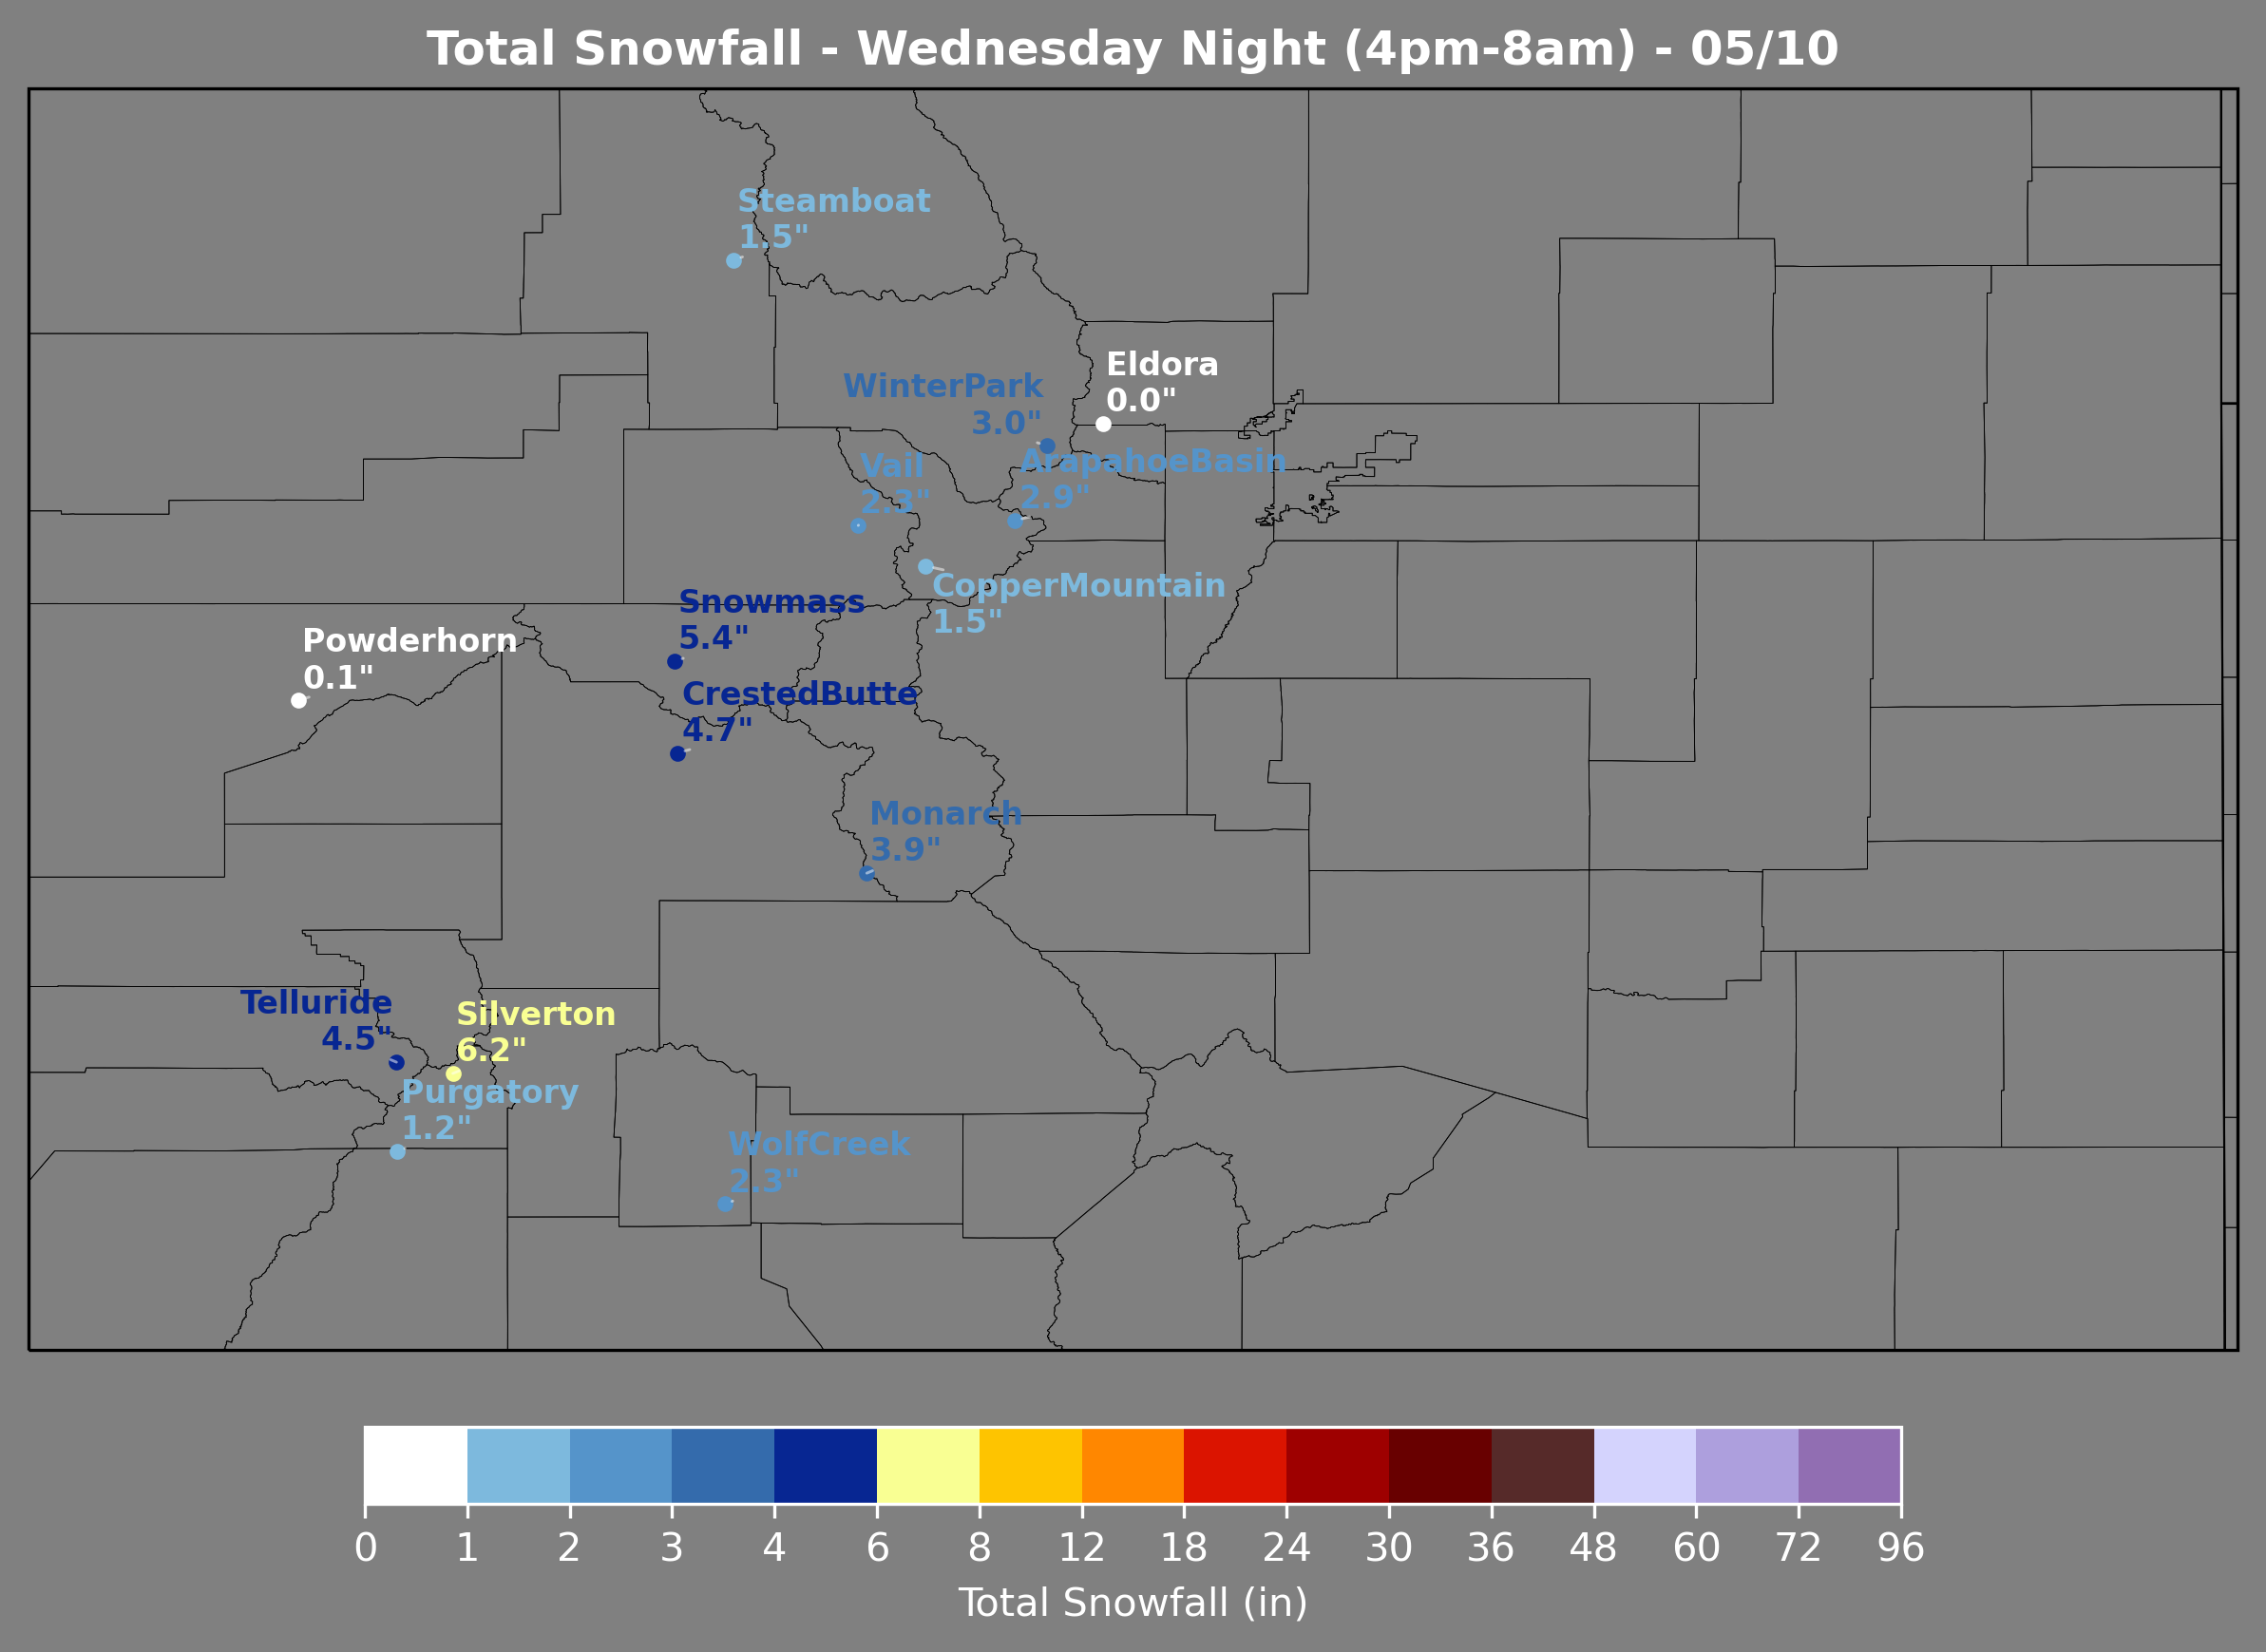 Total Snowfall - Wednesday Night (4pm-8am) - 05/10
Steamboat
1.5"
Eldora
0.0"
WinterPark
3.0"
Vail
2.3"
ArapahoeBasin
2.9"
CopperMountain
1.5"
Snowmass
5.4"
Powderhorn
0.1"
CrestedButte
4.7"
Monarch
3.9"
Telluride
4.5"
Silverton
6.2"
Purgatory
1.2"
WolfCreek
2.3"
0 1 2 3 4 6 8 12 18 24 30 36 48 60 72 96
Total Snowfall (in)